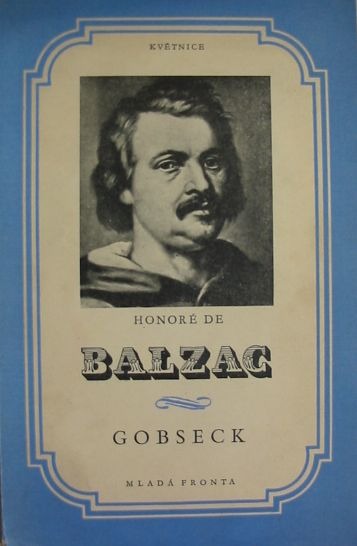 KVĚTNICE
HONORÉ DE
BALZAC
GOBSECK
MLADÁ FRONTA